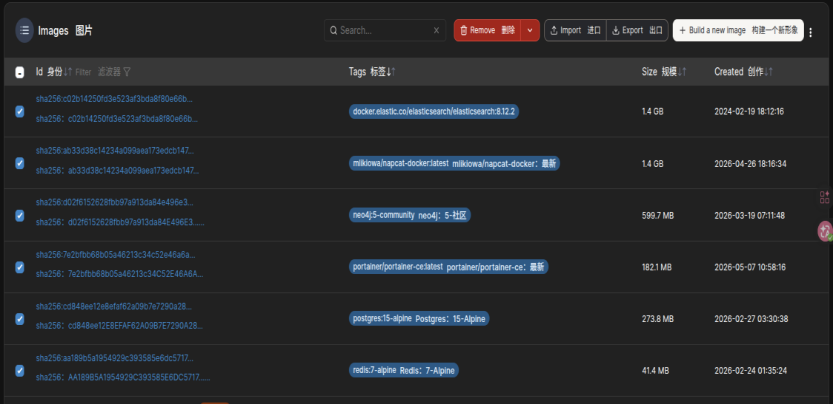 Images 图片
Search... X
Remove 删除
Import 进口
Export 出口
+ Build a new image 构建一个新形象
Id 身份 Filter 滤波器
Tags 标签
Size 规模
Created 创作
sha256:c02b14250fd3e523af3bda8f80e66b...
sha256：c02b14250fd3e523af3bda8f80e66b...
docker.elastic.co/elasticsearch/elasticsearch:8.12.2
1.4 GB
2024-02-19 18:12:16
sha256:ab33d38c14234a099aea173edcb147...
sha256：ab33d38c14234a099aea173edcb147...
mlikiowa/napcat-docker:latest mlikiowa/napcat-docker：最新
1.4 GB
2026-04-26 18:16:34
sha256:d02f6152628fbb97a913da84e496e3...
sha256：d02f6152628fbb97a913da84E496E3......
neo4j:5-community neo4j：5-社区
599.7 MB
2026-03-19 07:11:48
sha256:7e2bfbb68b05a46213c34c52e46a6a...
sha256：7e2bfbb68b05a46213c34C52E46A6A...
portainer/portainer-ce:latest portainer/portainer-ce：最新
182.1 MB
2026-05-07 10:58:16
sha256:cd848ee12e8efaf62a09b7e7290a28...
sha256：cd848ee12E8EFAF62A09B7E7290A28...
postgres:15-alpine Postgres：15-Alpine
273.8 MB
2026-02-27 03:30:38
sha256:aa189b5a1954929c393585e6dc5717...
sha256：AA189B5A1954929C393585E6DC5717......
redis:7-alpine Redis：7-Alpine
41.4 MB
2026-02-24 01:35:24